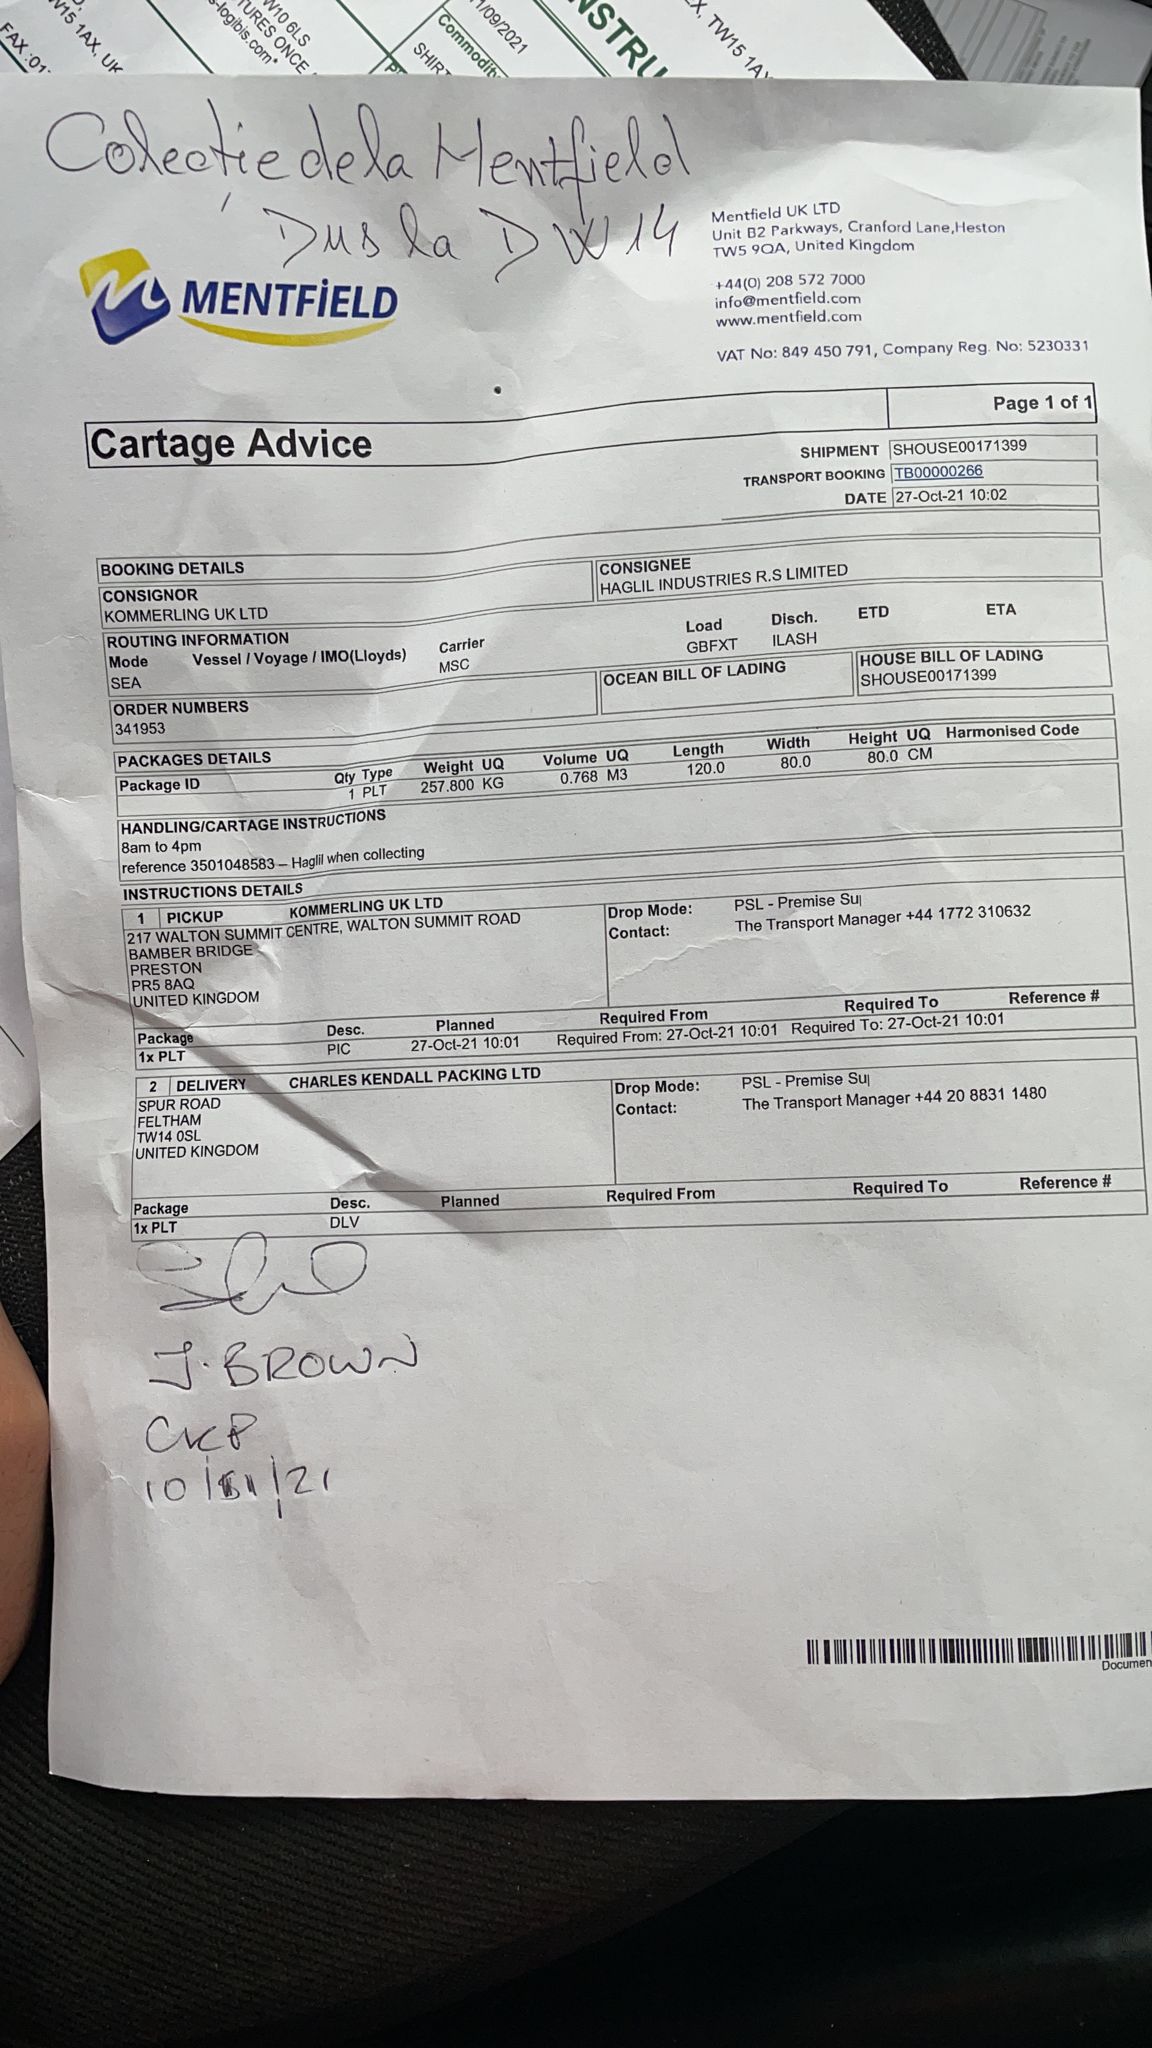 W15 1AX, UK
FAX :01
W10 6LS
TURES ONCE
s-logibis.com*
1/09/2021
Commodit
SHIR
NSTRU
EX, TW15 1A
Colectie de la Mentfield
Dus la DW14
MENTFiELD
Mentfield UK LTD
Unit B2 Parkways, Cranford Lane,Heston
TW5 9QA, United Kingdom
+44(0) 208 572 7000
info@mentfield.com
www.mentfield.com
VAT No: 849 450 791, Company Reg. No: 5230331
Page 1 of 1
Cartage Advice
SHIPMENT SHOUSE00171399
TRANSPORT BOOKING TB00000266
DATE 27-Oct-21 10:02
BOOKING DETAILS
CONSIGNOR
KOMMERLING UK LTD
CONSIGNEE
HAGLIL INDUSTRIES R.S LIMITED
ROUTING INFORMATION
Mode Vessel / Voyage / IMO(Lloyds) Carrier Load Disch. ETD ETA
SEA MSC GBFXT ILASH
ORDER NUMBERS
341953
OCEAN BILL OF LADING
HOUSE BILL OF LADING
SHOUSE00171399
PACKAGES DETAILS
Package ID Qty Type Weight UQ Volume UQ Length Width Height UQ Harmonised Code
1 PLT 257.800 KG 0.768 M3 120.0 80.0 80.0 CM
HANDLING/CARTAGE INSTRUCTIONS
8am to 4pm
reference 3501048583 – Haglil when collecting
INSTRUCTIONS DETAILS
1 PICKUP KOMMERLING UK LTD
217 WALTON SUMMIT CENTRE, WALTON SUMMIT ROAD
BAMBER BRIDGE
PRESTON
PR5 8AQ
UNITED KINGDOM
Drop Mode: PSL - Premise Su
Contact: The Transport Manager +44 1772 310632
Package Desc. Planned Required From Required To Reference #
1x PLT PIC 27-Oct-21 10:01 Required From: 27-Oct-21 10:01 Required To: 27-Oct-21 10:01
2 DELIVERY CHARLES KENDALL PACKING LTD
SPUR ROAD
FELTHAM
TW14 0SL
UNITED KINGDOM
Drop Mode: PSL - Premise Su
Contact: The Transport Manager +44 20 8831 1480
Package Desc. Planned Required From Required To Reference #
1x PLT DLV
J. BROWN
CKP
10/11/21
Documen